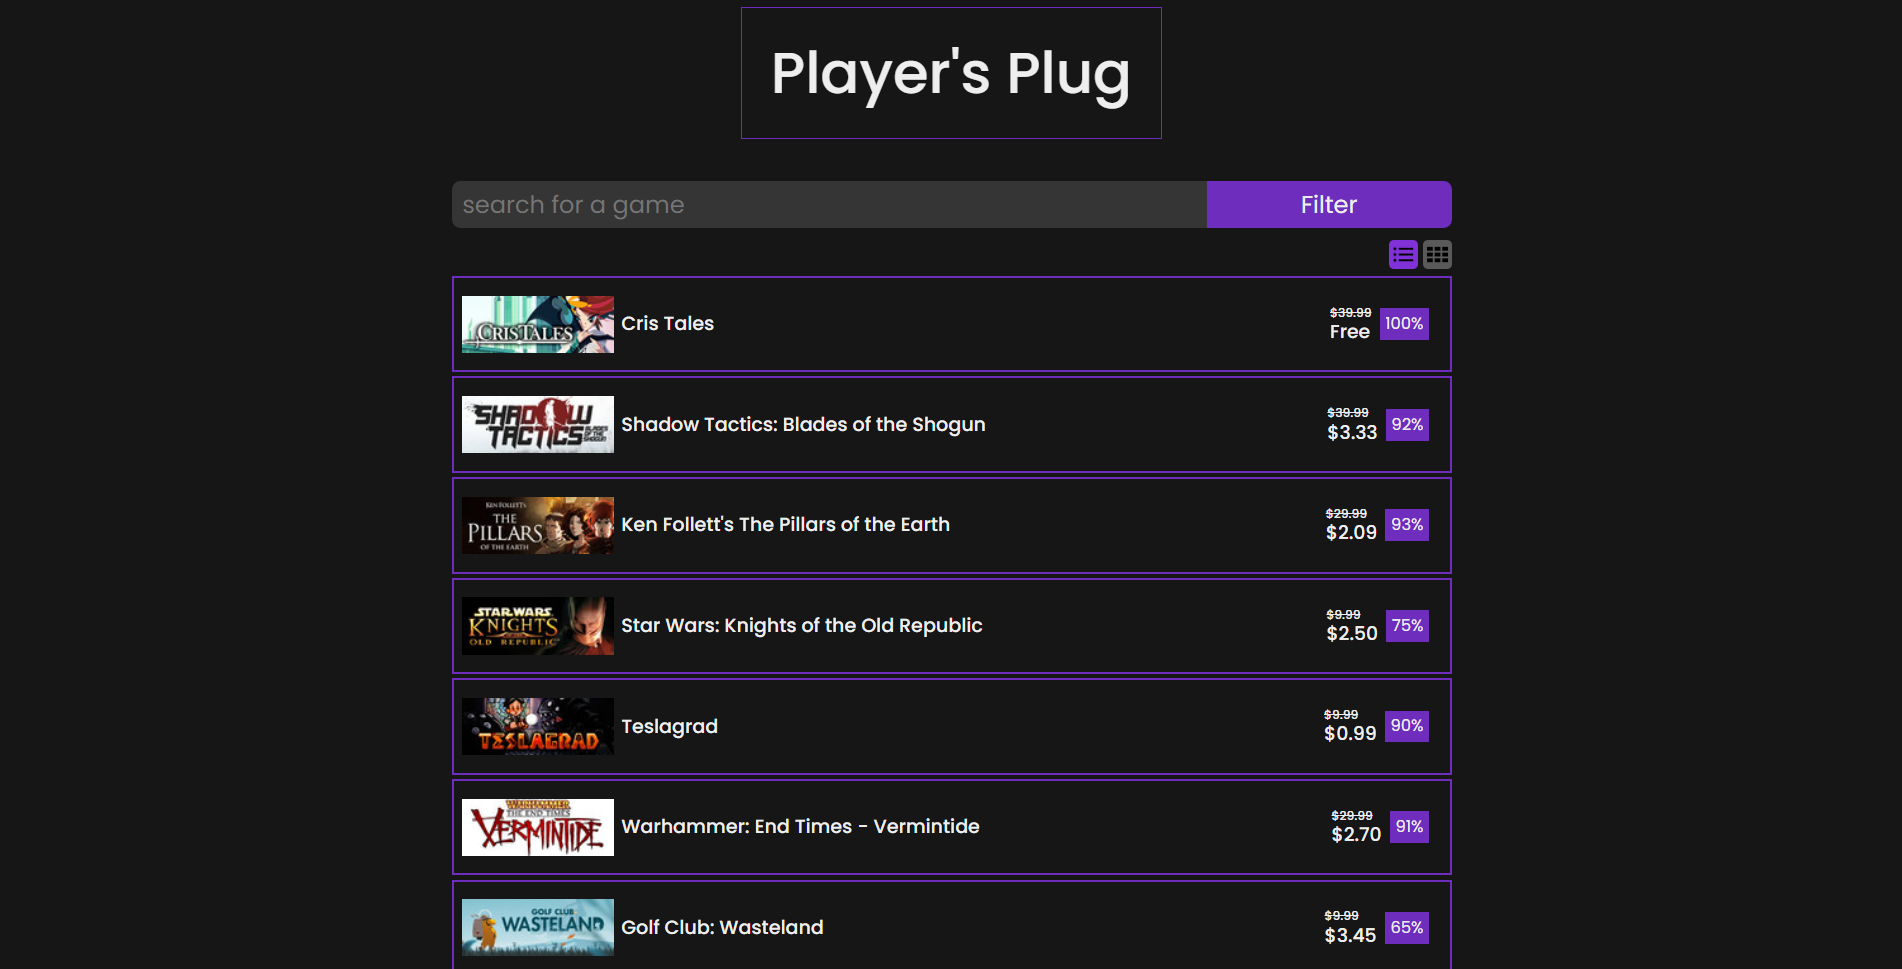 Player's Plug
search for a game
Filter
CRISTALES
Cris Tales
$39.99
Free
100%
SHADOW
TACTICS
BLADES
OF THE
SHOGUN
Shadow Tactics: Blades of the Shogun
$39.99
$3.33
92%
KEN FOLLETT'S
THE
PILLARS
OF THE EARTH
Ken Follett's The Pillars of the Earth
$29.99
$2.09
93%
STAR WARS
KNIGHTS
OF THE
OLD REPUBLIC
Star Wars: Knights of the Old Republic
$9.99
$2.50
75%
TESLAGRAD
Teslagrad
$9.99
$0.99
90%
WARHAMMER
THE END TIMES
VERMINTIDE
Warhammer: End Times - Vermintide
$29.99
$2.70
91%
GOLF CLUB
WASTELAND
Golf Club: Wasteland
$9.99
$3.45
65%